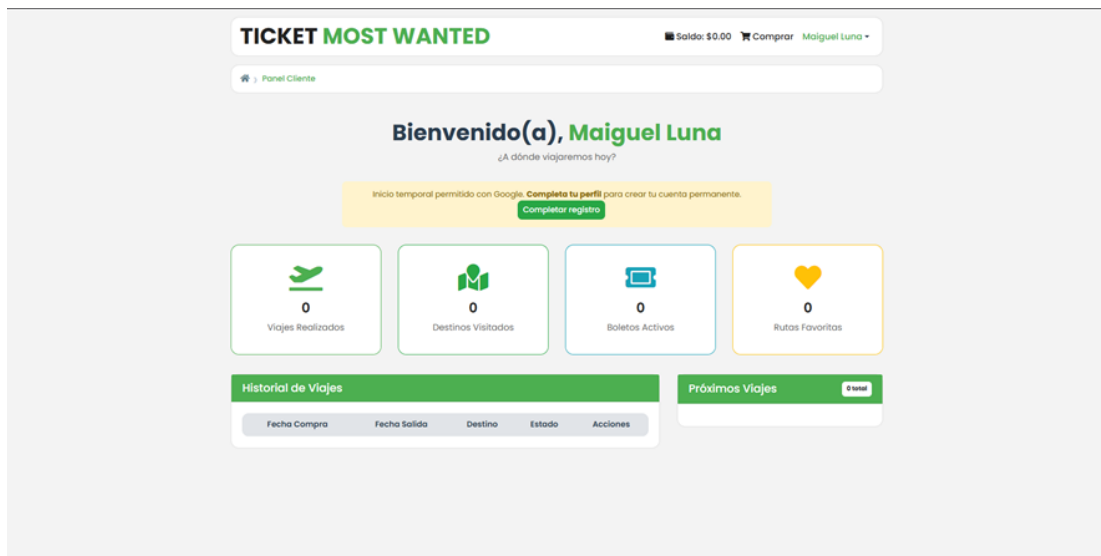 TICKET MOST WANTED
Saldo: $0.00 Comprar Maiguel Luna
Panel Cliente
Bienvenido(a), Maiguel Luna
¿A dónde viajaremos hoy?
Inicio temporal permitido con Google. Completa tu perfil para crear tu cuenta permanente.
Completar registro
0
Viajes Realizados
0
Destinos Visitados
0
Boletos Activos
0
Rutas Favoritas
Historial de Viajes
Fecha Compra Fecha Salida Destino Estado Acciones
Próximos Viajes 0 total